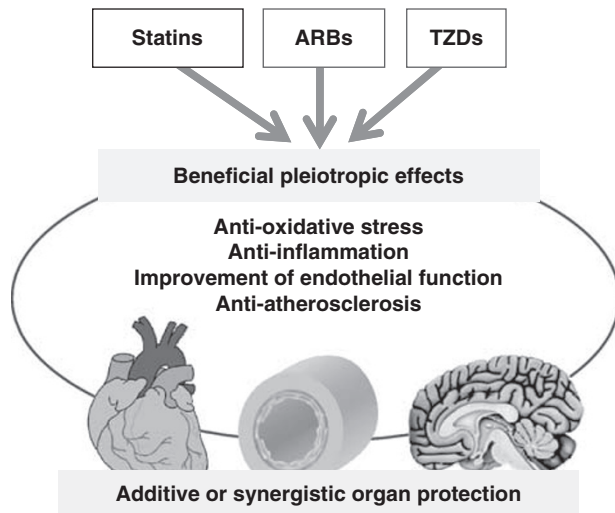 Statins
ARBs
TZDs
Beneficial pleiotropic effects
Anti-oxidative stress
Anti-inflammation
Improvement of endothelial function
Anti-atherosclerosis
Additive or synergistic organ protection